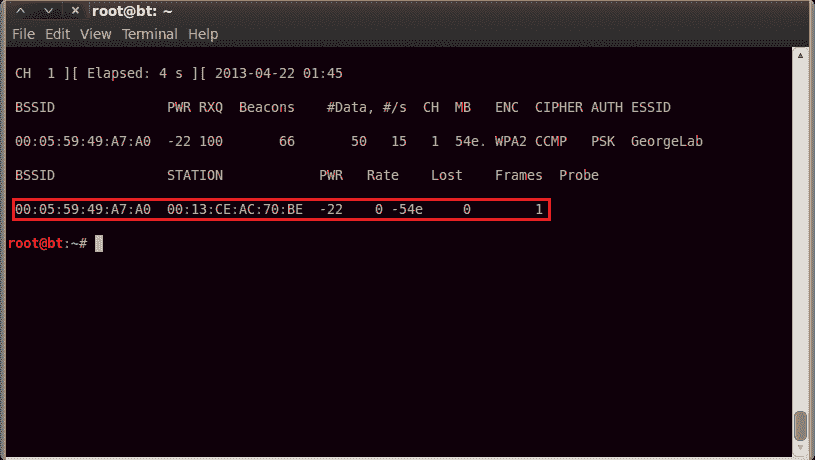 root@bt: ~
File Edit View Terminal Help
CH 1 ][ Elapsed: 4 s ][ 2013-04-22 01:45
BSSID PWR RXQ Beacons #Data, #/s CH MB ENC CIPHER AUTH ESSID
00:05:59:49:A7:A0 -22 100 66 50 15 1 54e. WPA2 CCMP PSK GeorgeLab
BSSID STATION PWR Rate Lost Frames Probe
00:05:59:49:A7:A0 00:13:CE:AC:70:BE -22 0 -54e 0 1
root@bt:~#